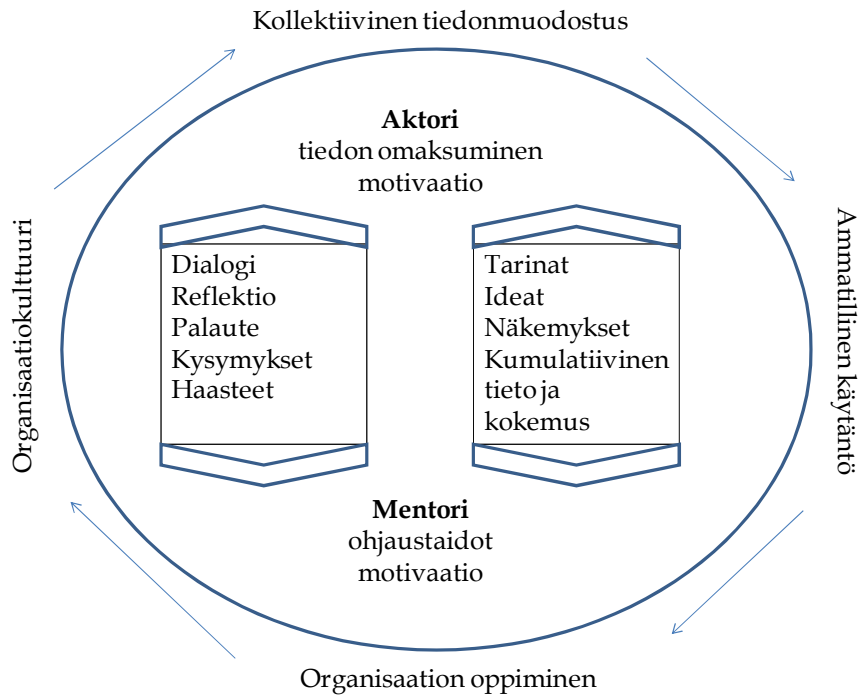 Kollektiivinen tiedonmuodostus
Aktori
tiedon omaksuminen
motivaatio
Organisaatiokulttuuri
Dialogi
Reflektio
Palaute
Kysymykset
Haasteet
Tarinat
Ideat
Näkemykset
Kumulatiivinen
tieto ja
kokemus
Ammatillinen käytäntö
Mentori
ohjaustaidot
motivaatio
Organisaation oppiminen